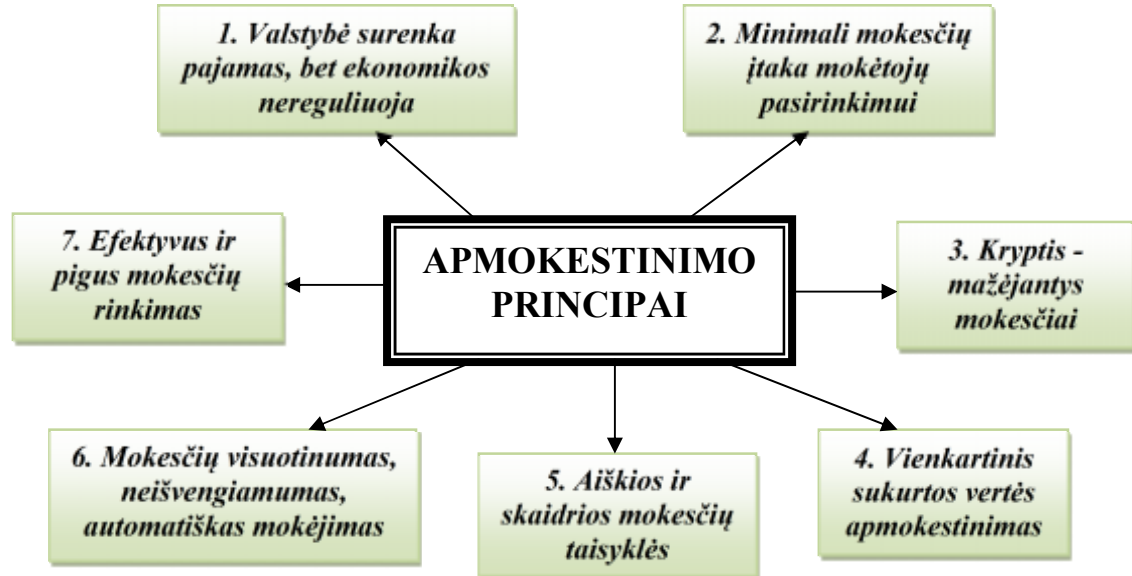 1. Valstybė surenka
pajamas, bet ekonomikos
nereguliuoja
2. Minimali mokesčių
įtaka mokėtojų
pasirinkimui
7. Efektyvus ir
pigus mokesčių
rinkimas
APMOKESTINIMO
PRINCIPAI
3. Kryptis -
mažėjantys
mokesčiai
6. Mokesčių visuotinumas,
neišvengiamumas,
automatiškas mokėjimas
5. Aiškios ir
skaidrios mokesčių
taisyklės
4. Vienkartinis
sukurtos vertės
apmokestinimas